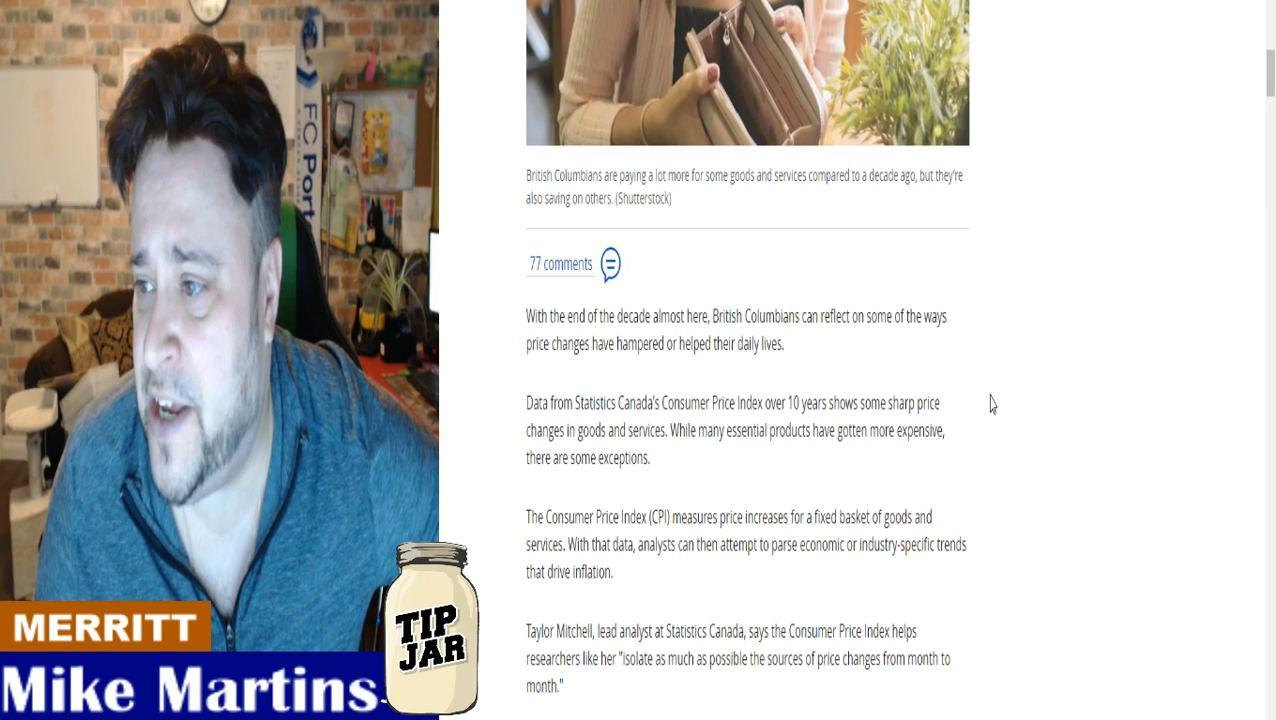 FC Port
British Columbians are paying a lot more for some goods and services compared to a decade ago, but they're
also saving on others. (Shutterstock)
77 comments
With the end of the decade almost here, British Columbians can reflect on some of the ways
price changes have hampered or helped their daily lives.
Data from Statistics Canada's Consumer Price Index over 10 years shows some sharp price
changes in goods and services. While many essential products have gotten more expensive,
there are some exceptions.
The Consumer Price Index (CPI) measures price increases for a fixed basket of goods and
services. With that data, analysts can then attempt to parse economic or industry-specific trends
that drive inflation.
Taylor Mitchell, lead analyst at Statistics Canada, says the Consumer Price Index helps
researchers like her "isolate as much as possible the sources of price changes from month to
month."
MERRITT
Mike Martins
TIP
JAR